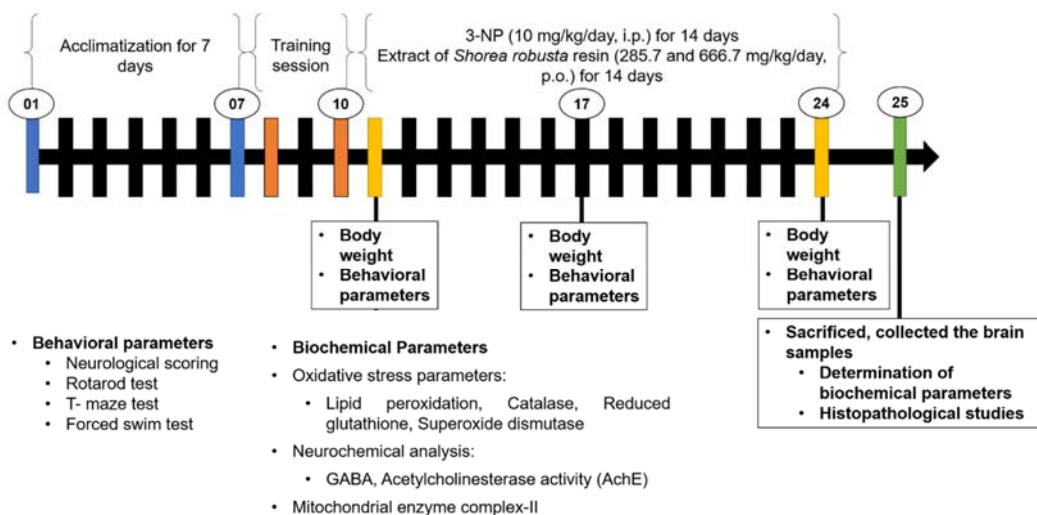 Acclimatization for 7
days
Training
session
3-NP (10 mg/kg/day, i.p.) for 14 days
Extract of Shorea robusta resin (285.7 and 666.7 mg/kg/day,
p.o.) for 14 days
01
07
10
17
24
25
• Body
weight
• Behavioral
parameters
• Body
weight
• Behavioral
parameters
• Body
weight
• Behavioral
parameters
• Sacrificed, collected the brain
samples
• Determination of
biochemical parameters
• Histopathological studies
• Behavioral parameters
• Neurological scoring
• Rotarod test
• T- maze test
• Forced swim test
• Biochemical Parameters
• Oxidative stress parameters:
• Lipid peroxidation, Catalase, Reduced
glutathione, Superoxide dismutase
• Neurochemical analysis:
• GABA, Acetylcholinesterase activity (AchE)
• Mitochondrial enzyme complex-II